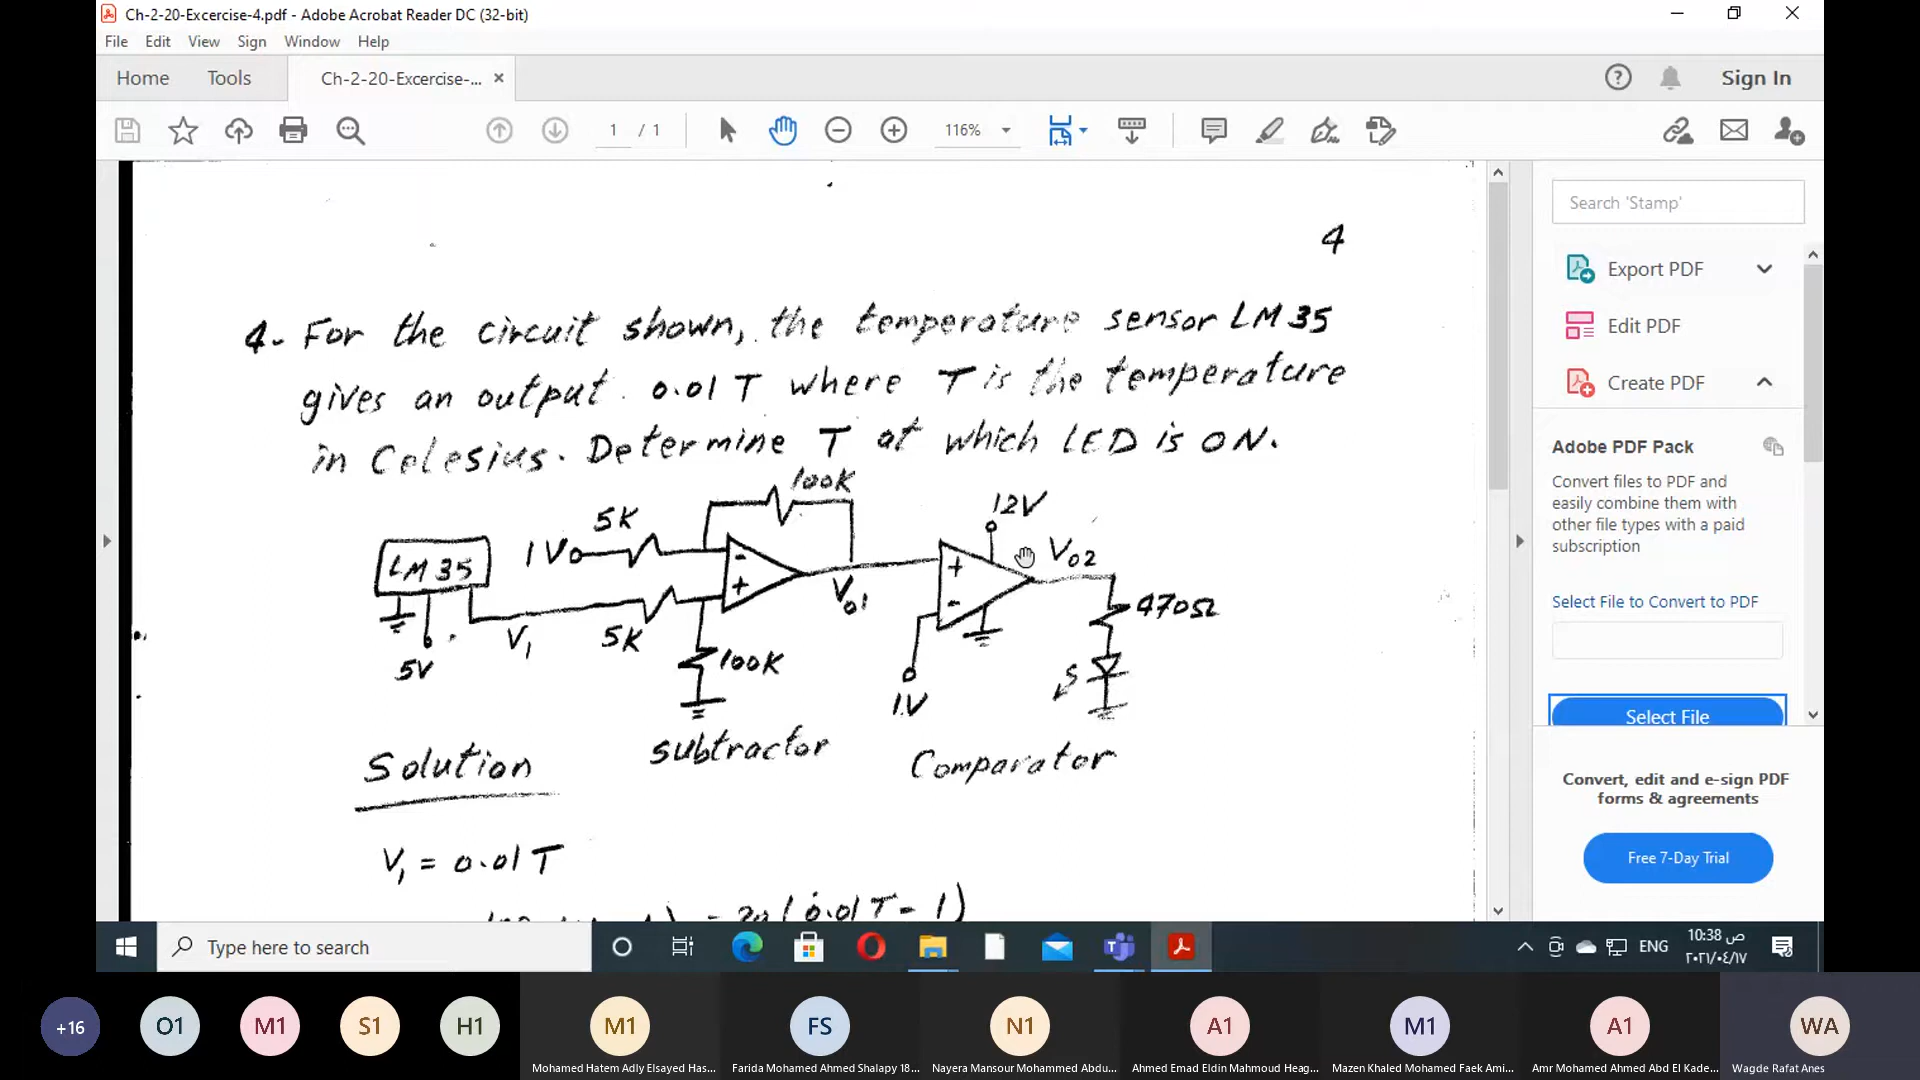 Ch-2-20-Excercise-4.pdf - Adobe Acrobat Reader DC (32-bit)
File Edit View Sign Window Help
Home Tools Ch-2-20-Excercise-... × Sign In
1 / 1 116%
4
4. For the circuit shown, the temperature sensor LM35
gives an output 0.01 T where T is the temperature
in Celesius. Determine T at which LED is ON.
100K
12V
5K
1V
LM 35
-
+
+
-
V02
V01
470Ω
V1
5K
5V
100K
1V
subtractor
Comparator
Solution
V1 = 0.01 T
= 20 (0.01T - 1)
Search 'Stamp'
Export PDF
Edit PDF
Create PDF
Adobe PDF Pack
Convert files to PDF and
easily combine them with
other file types with a paid
subscription
Select File to Convert to PDF
Select File
Convert, edit and e-sign PDF
forms & agreements
Free 7-Day Trial
Type here to search
ENG
10:38 ص
٢٠٢١/٠٤/١٧
+16 O1 M1 S1 H1 M1 FS N1 A1 M1 A1 WA
Mohamed Hatem Adly Elsayed Has... Farida Mohamed Ahmed Shalapy 18... Nayera Mansour Mohammed Abdu... Ahmed Emad Eldin Mahmoud Heag... Mazen Khaled Mohamed Faek Ami... Amr Mohamed Ahmed Abd El Kade... Wagde Rafat Anes